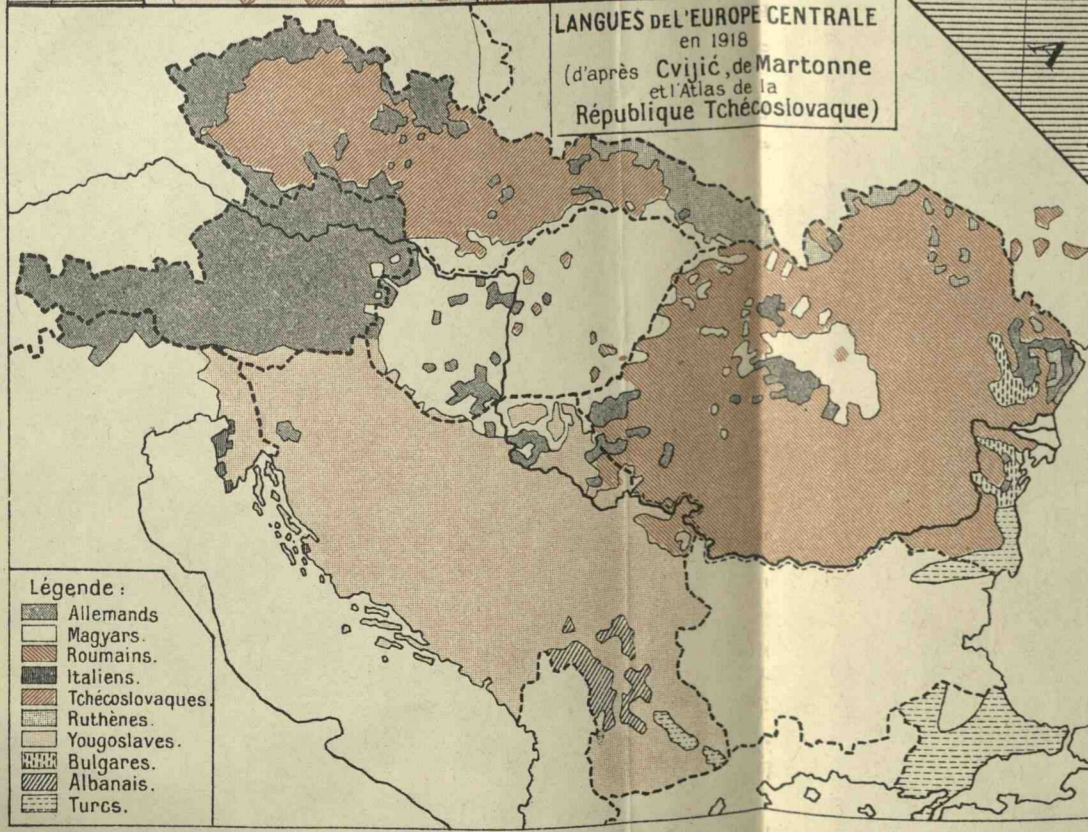 LANGUES DE L'EUROPE CENTRALE
en 1918
(d'après Cvijić, de Martonne
et l'Atlas de la
République Tchécoslovaque)
A
Légende :
Allemands
Magyars.
Roumains.
Italiens.
Tchécoslovaques.
Ruthènes.
Yougoslaves.
Bulgares.
Albanais.
Turcs.